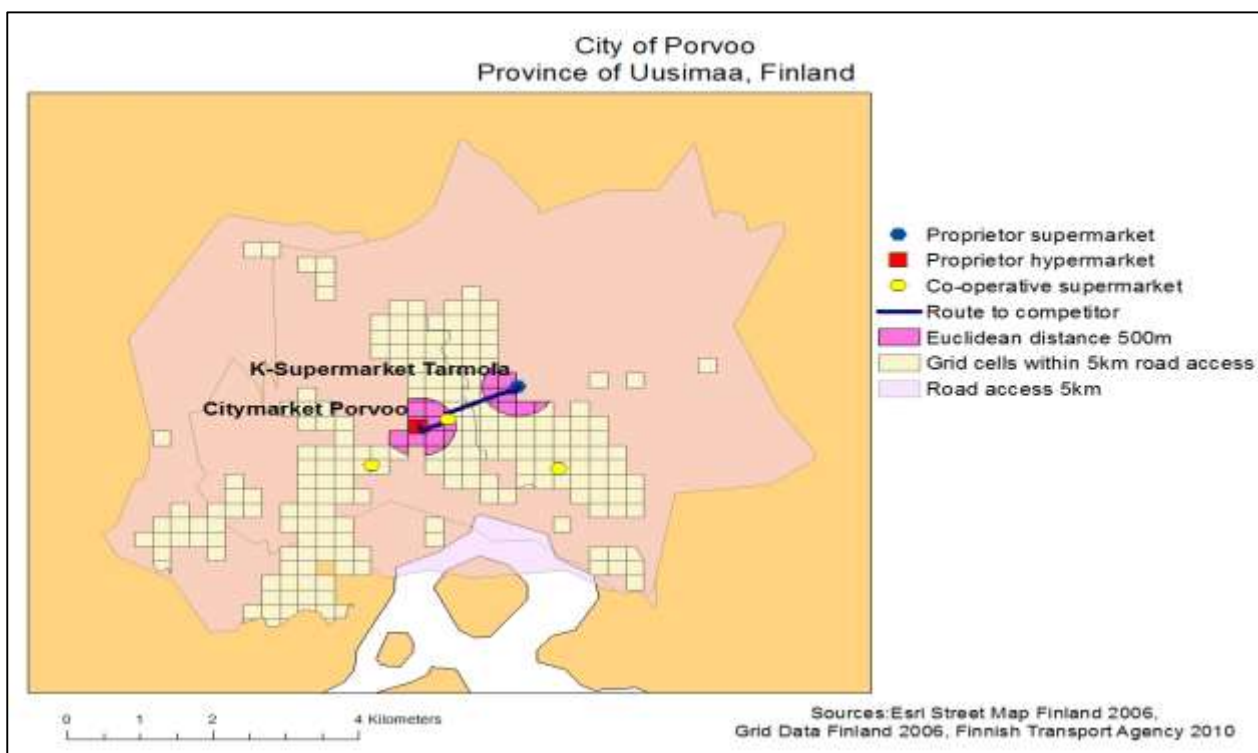 City of Porvoo
Province of Uusimaa, Finland
Proprietor supermarket
Proprietor hypermarket
Co-operative supermarket
Route to competitor
Euclidean distance 500m
Grid cells within 5km road access
Road access 5km
K-Supermarket Tarmola
Citymarket Porvoo
0 1 2 4 Kilometers
Sources:Esri Street Map Finland 2006,
Grid Data Finland 2006, Finnish Transport Agency 2010